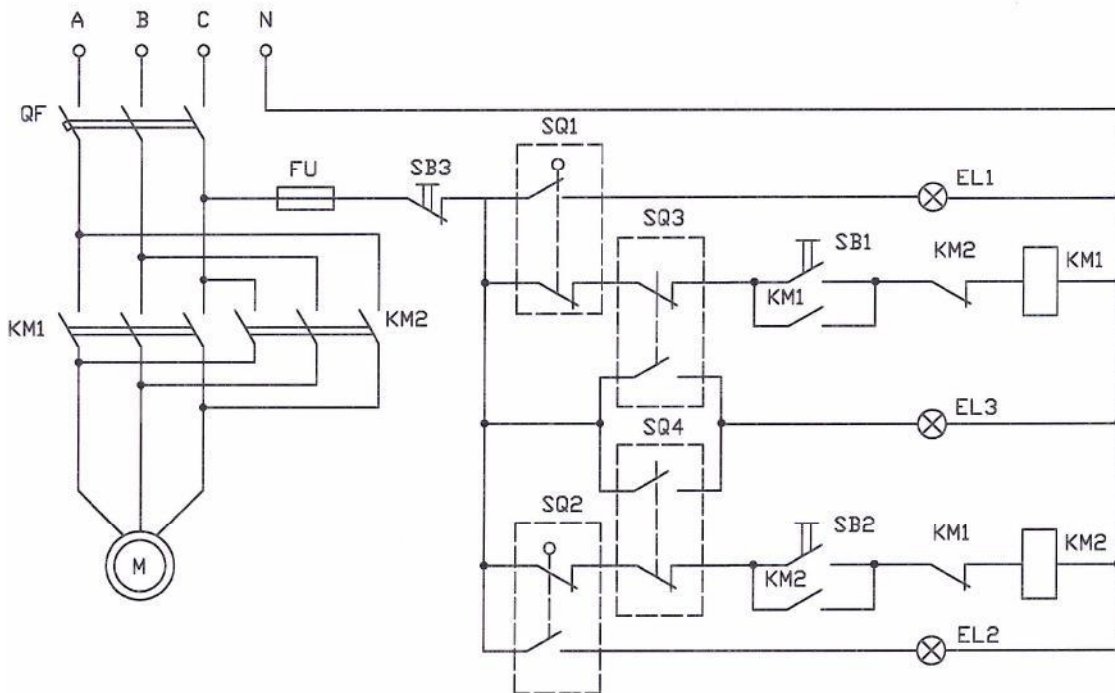 A B C N
QF
SQ1
FU SB3
EL1
SQ3
SB1
KM2 KM1
KM1
KM1 KM2
EL3
SQ4
SQ2
SB2 KM1
KM2
M
KM2
EL2